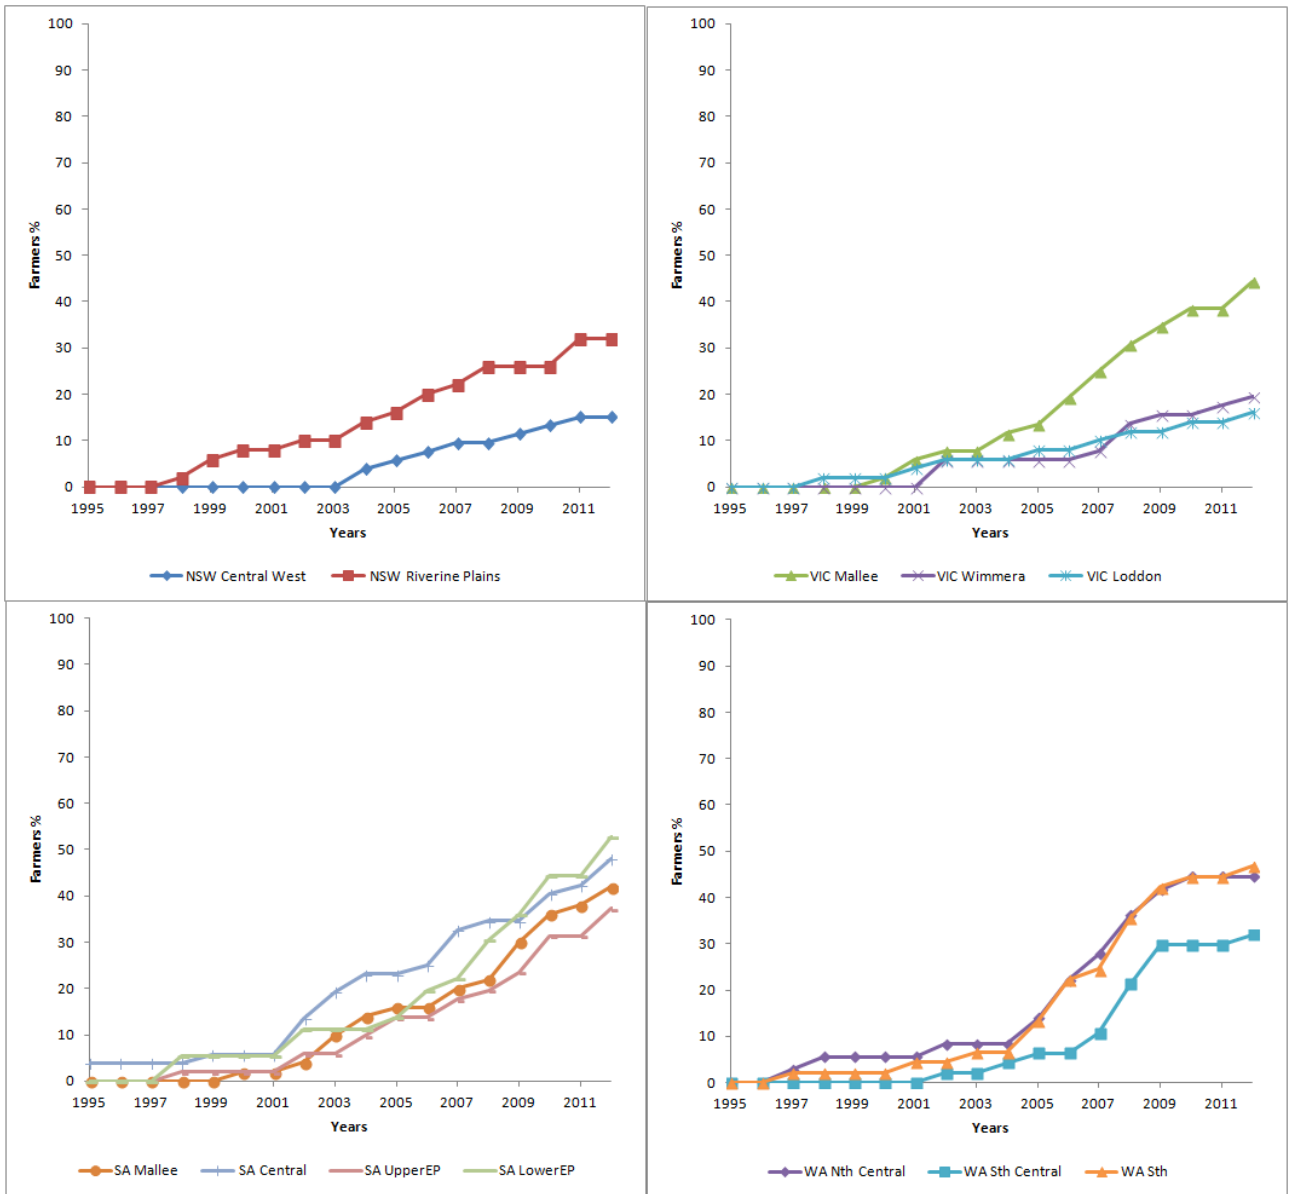 100
90
80
70
60
50
40
30
20
10
0
Farmers %
1995 1997 1999 2001 2003 2005 2007 2009 2011
Years
NSW Central West NSW Riverine Plains
100
90
80
70
60
50
40
30
20
10
0
Farmers %
1995 1997 1999 2001 2003 2005 2007 2009 2011
Years
VIC Mallee VIC Wimmera VIC Loddon
100
90
80
70
60
50
40
30
20
10
0
Farmers %
1995 1997 1999 2001 2003 2005 2007 2009 2011
Years
SA Mallee SA Central SA UpperEP SA LowerEP
100
90
80
70
60
50
40
30
20
10
0
Farmers %
1995 1997 1999 2001 2003 2005 2007 2009 2011
Years
WA Nth Central WA Sth Central WA Sth